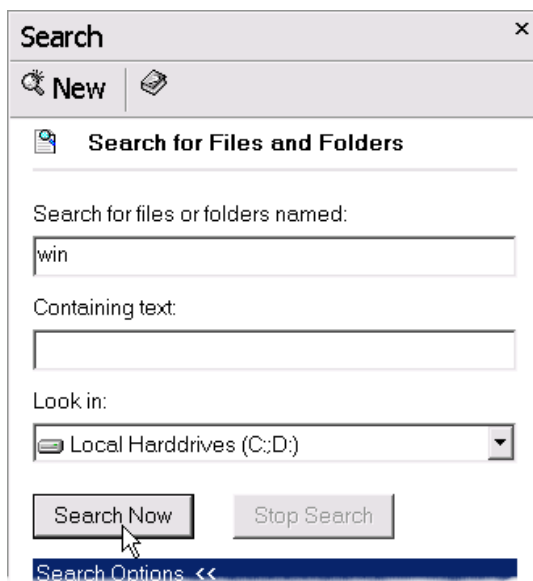 Search
New
Search for Files and Folders
Search for files or folders named:
win
Containing text:
Look in:
Local Harddrives (C:;D:)
Search Now Stop Search
Search Options <<